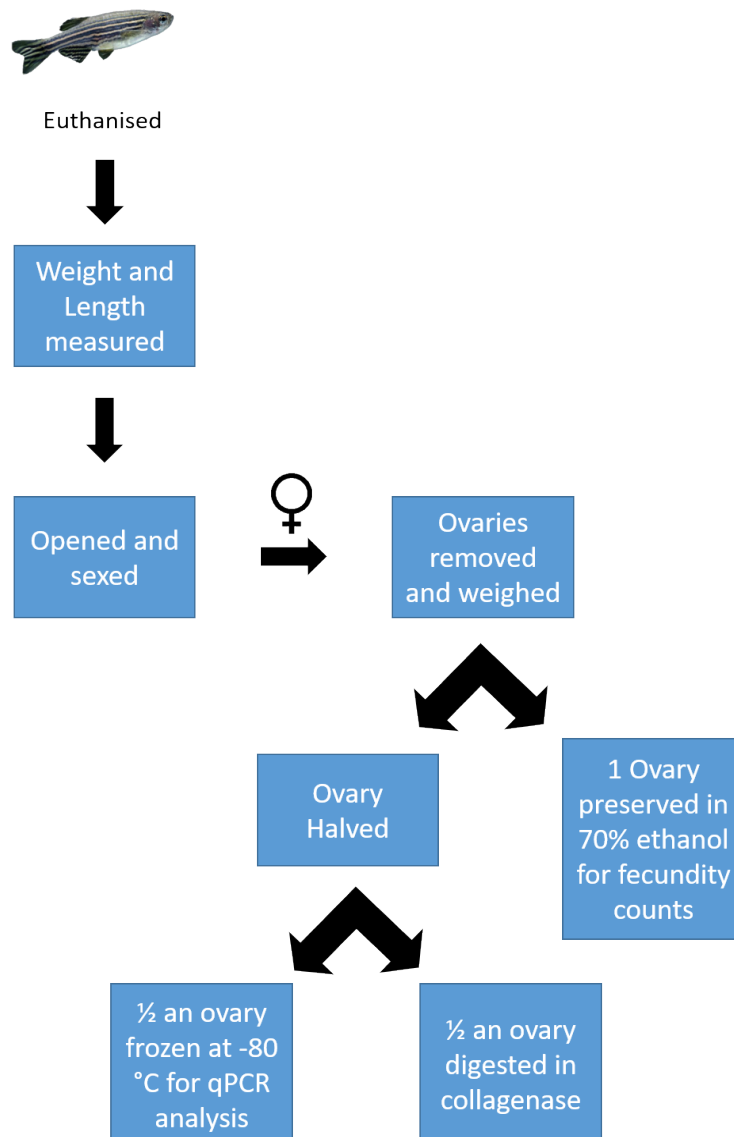 Euthanised
Weight and
Length
measured
Opened and
sexed
Ovaries
removed
and weighed
Ovary
Halved
1 Ovary
preserved in
70% ethanol
for fecundity
counts
½ an ovary
frozen at -80
°C for qPCR
analysis
½ an ovary
digested in
collagenase